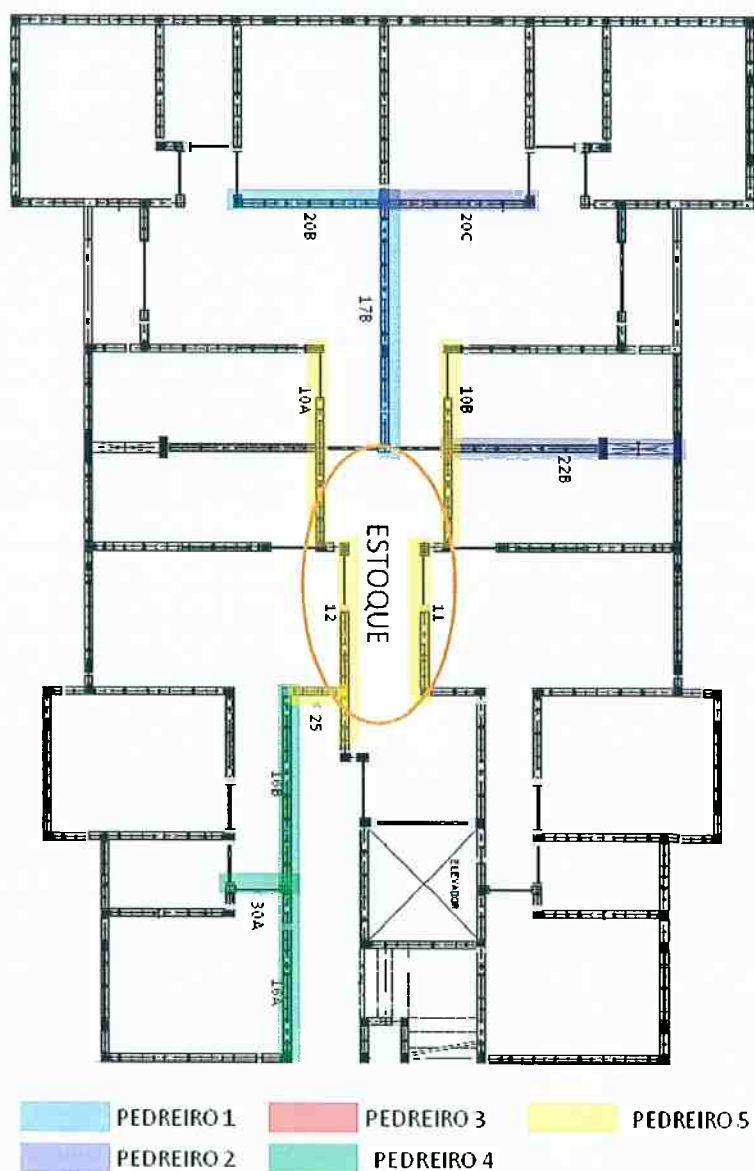 20B
20C
17B
10A
10B
22B
ESTOQUE
12
11
25
16B
30A
16A
ELEVADOR
PEDREIRO 1
PEDREIRO 3
PEDREIRO 5
PEDREIRO 2
PEDREIRO 4